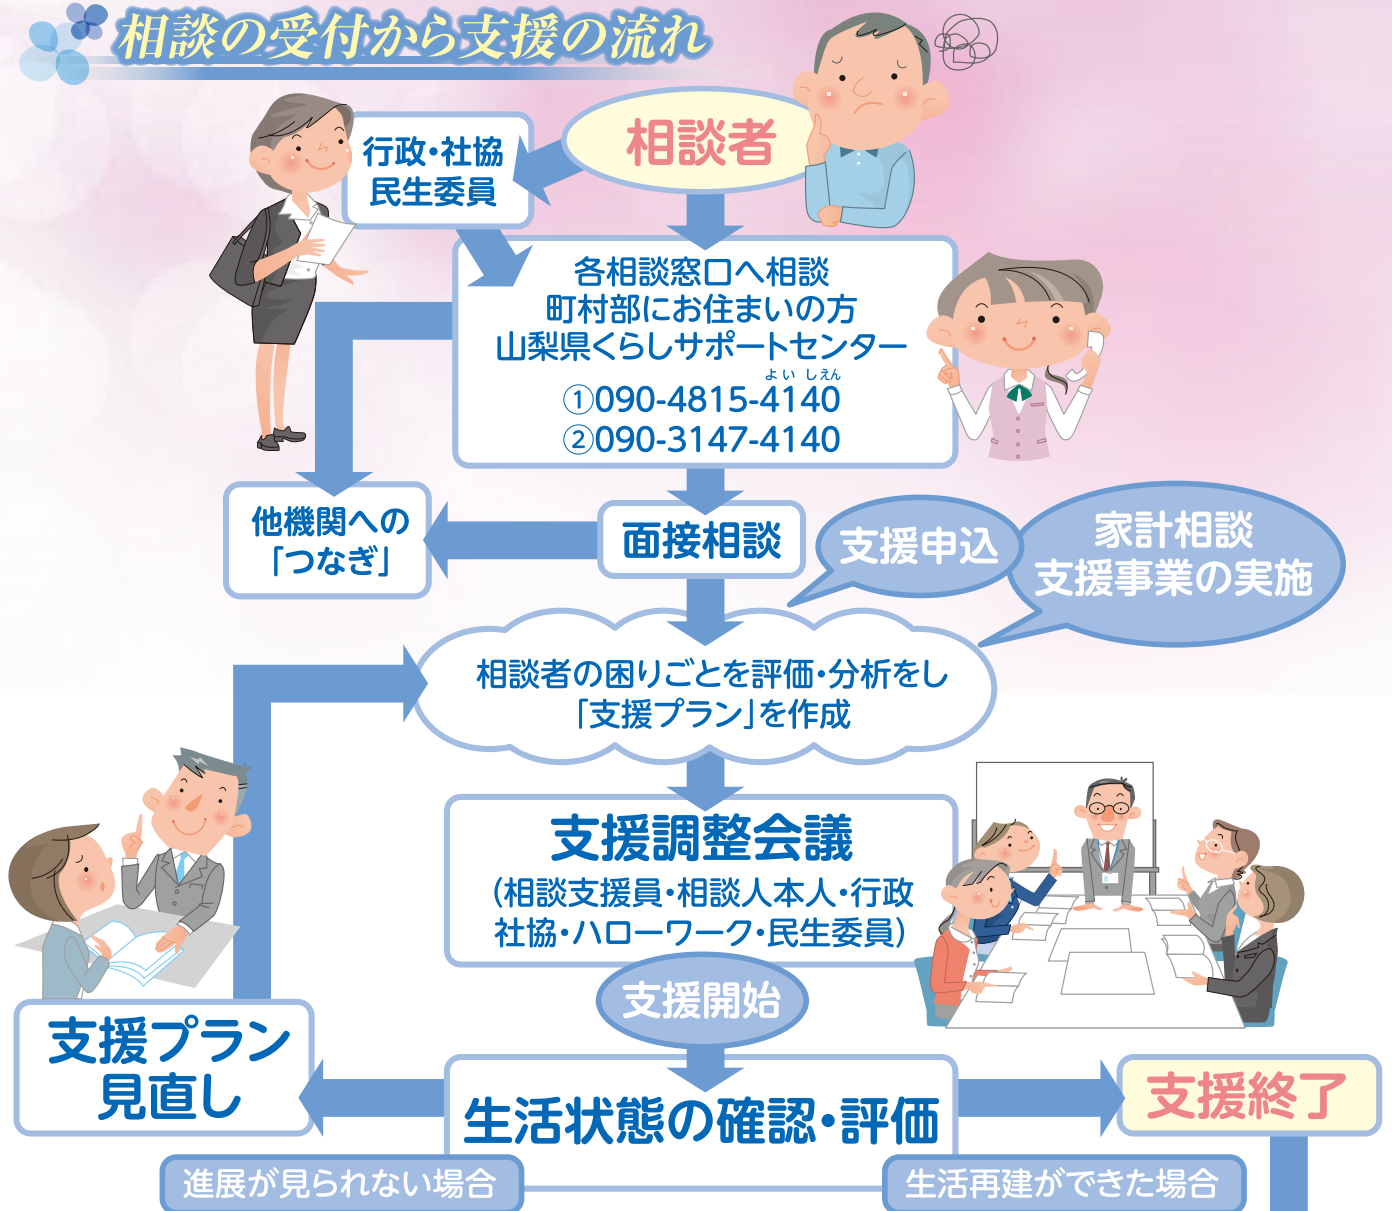 相談の受付から支援の流れ
相談者
行政・社協
民生委員
各相談窓口へ相談
町村部にお住まいの方
山梨県くらしサポートセンター
よい しえん
①090-4815-4140
②090-3147-4140
他機関への
「つなぎ」
面接相談
支援申込
家計相談
支援事業の実施
相談者の困りごとを評価・分析をし
「支援プラン」を作成
支援調整会議
(相談支援員・相談人本人・行政
社協・ハローワーク・民生委員)
支援開始
支援プラン
見直し
生活状態の確認・評価
支援終了
進展が見られない場合
生活再建ができた場合